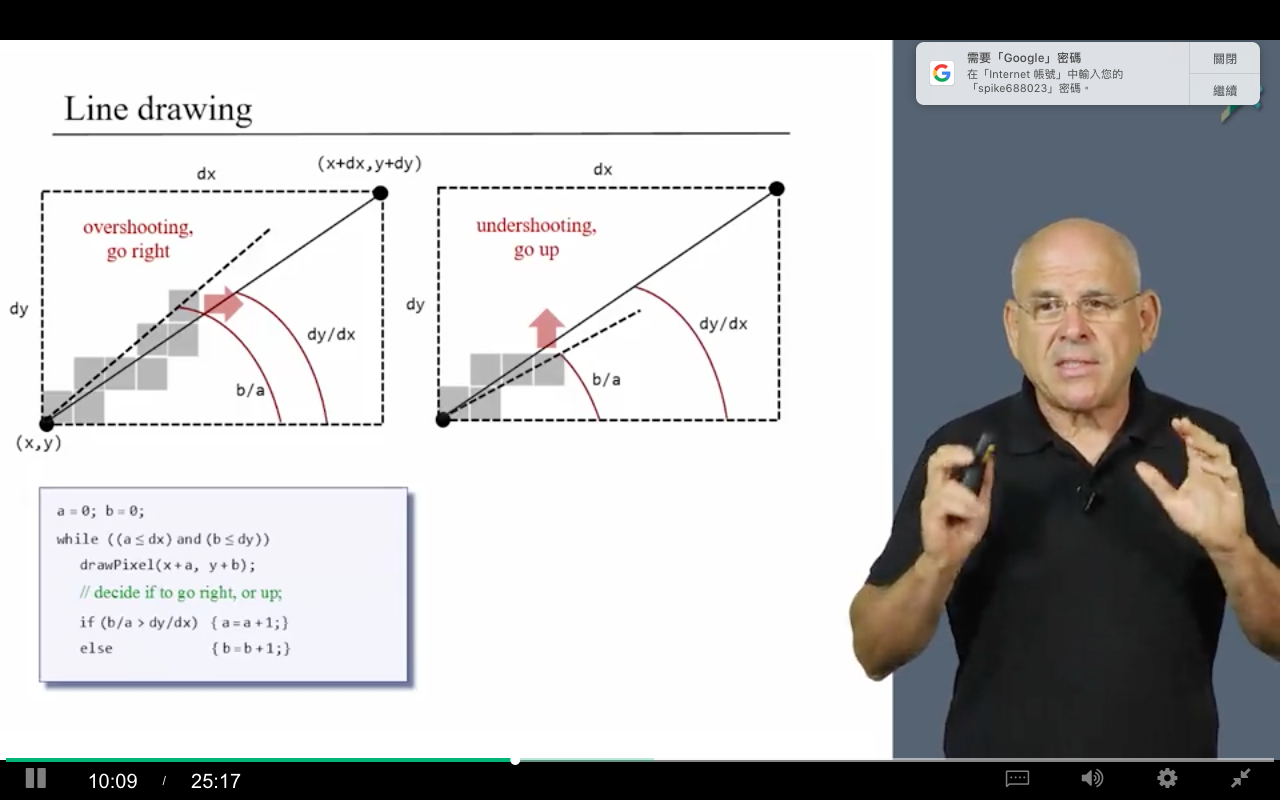 需要「Google」密碼
在「Internet 帳號」中輸入您的
「spike688023」密碼。
關閉
繼續
Line drawing
dx
(x+dx,y+dy)
overshooting,
go right
dy
dy/dx
b/a
(x,y)
dx
undershooting,
go up
dy
dy/dx
b/a
a = 0; b = 0;
while ((a ≤ dx) and (b ≤ dy))
drawPixel(x + a, y + b);
// decide if to go right, or up;
if (b/a > dy/dx) { a = a + 1;}
else { b = b + 1;}
10:09 / 25:17